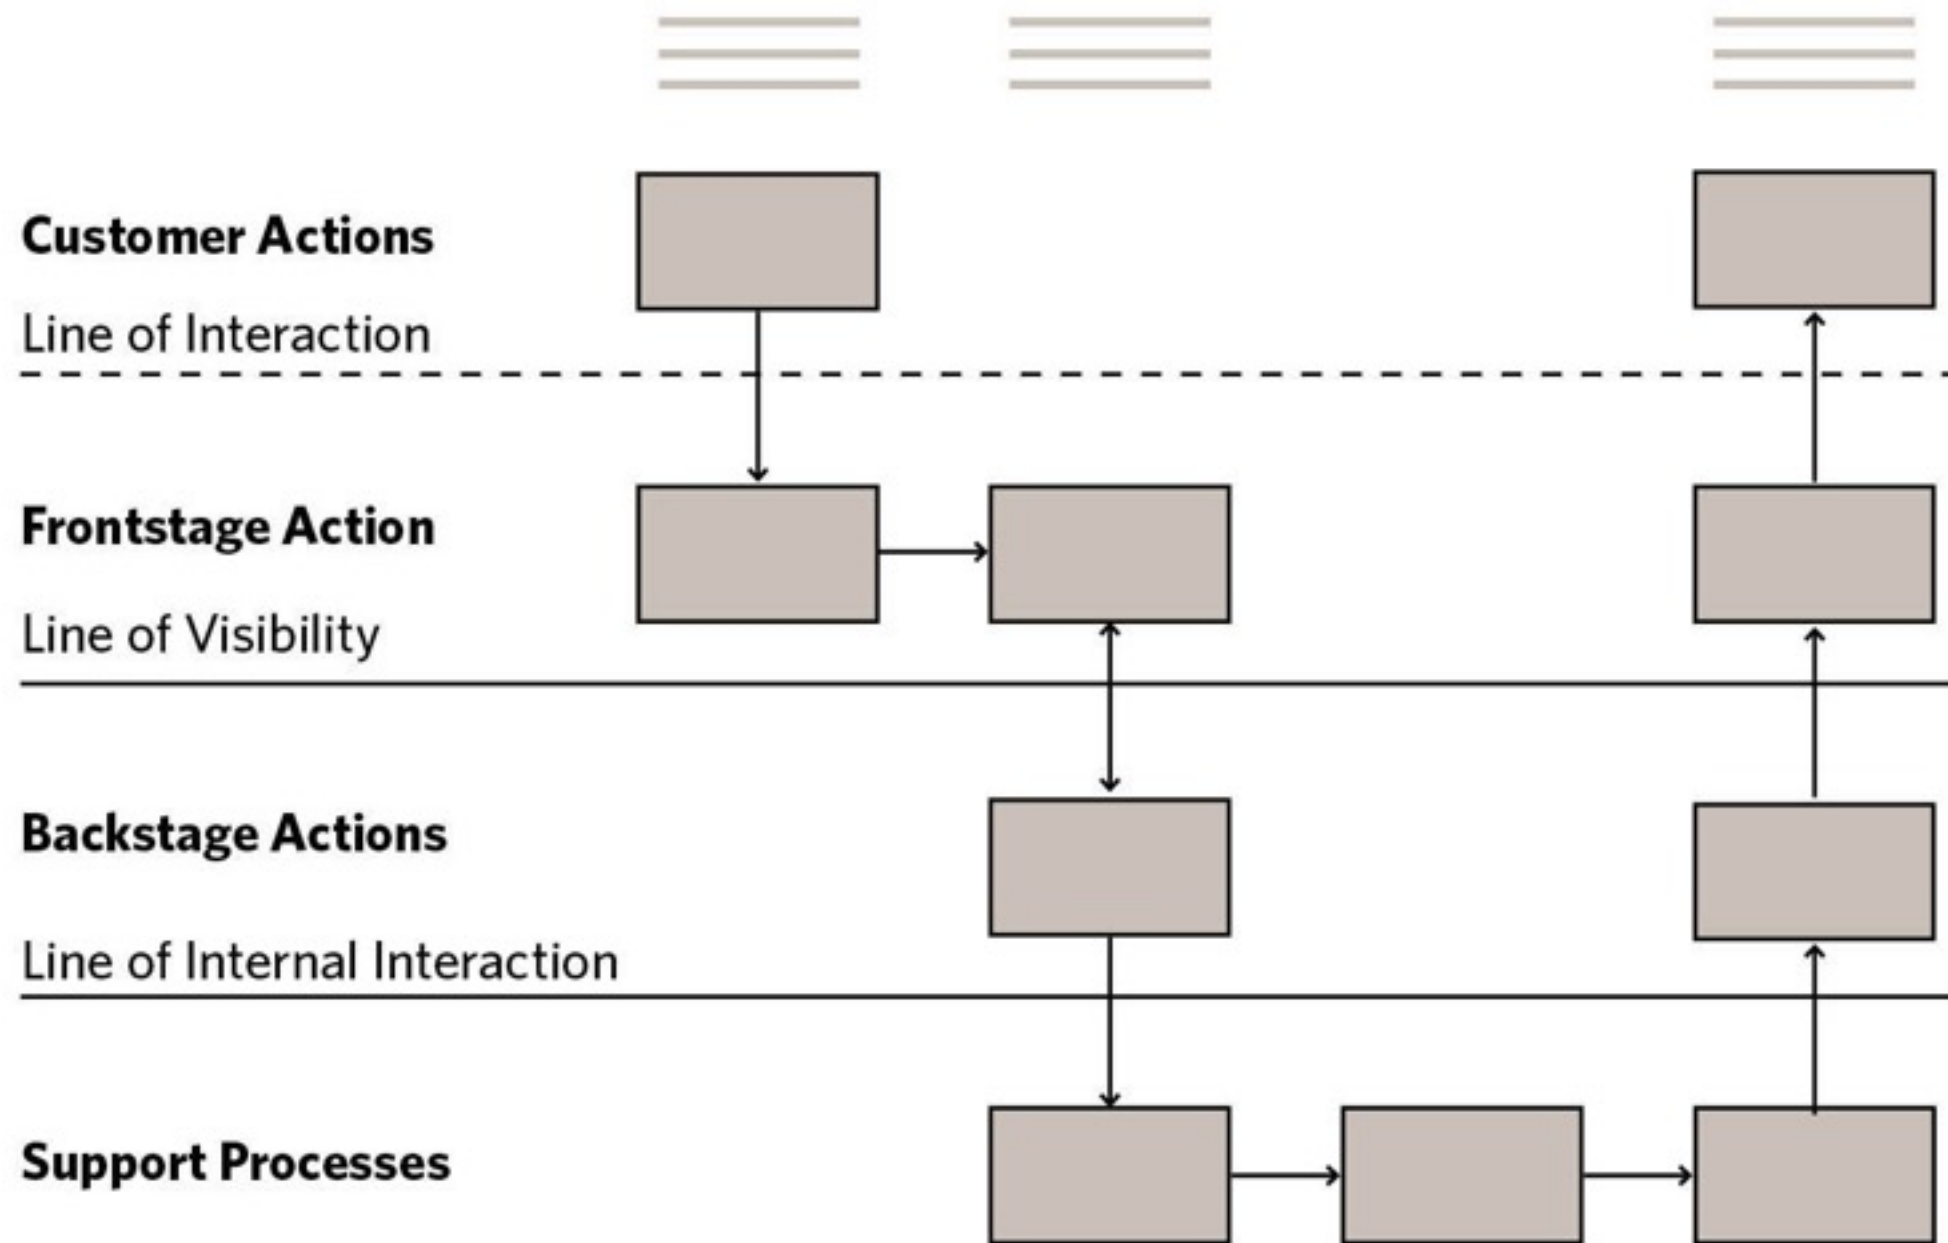 Customer Actions
Line of Interaction
Frontstage Action
Line of Visibility
Backstage Actions
Line of Internal Interaction
Support Processes